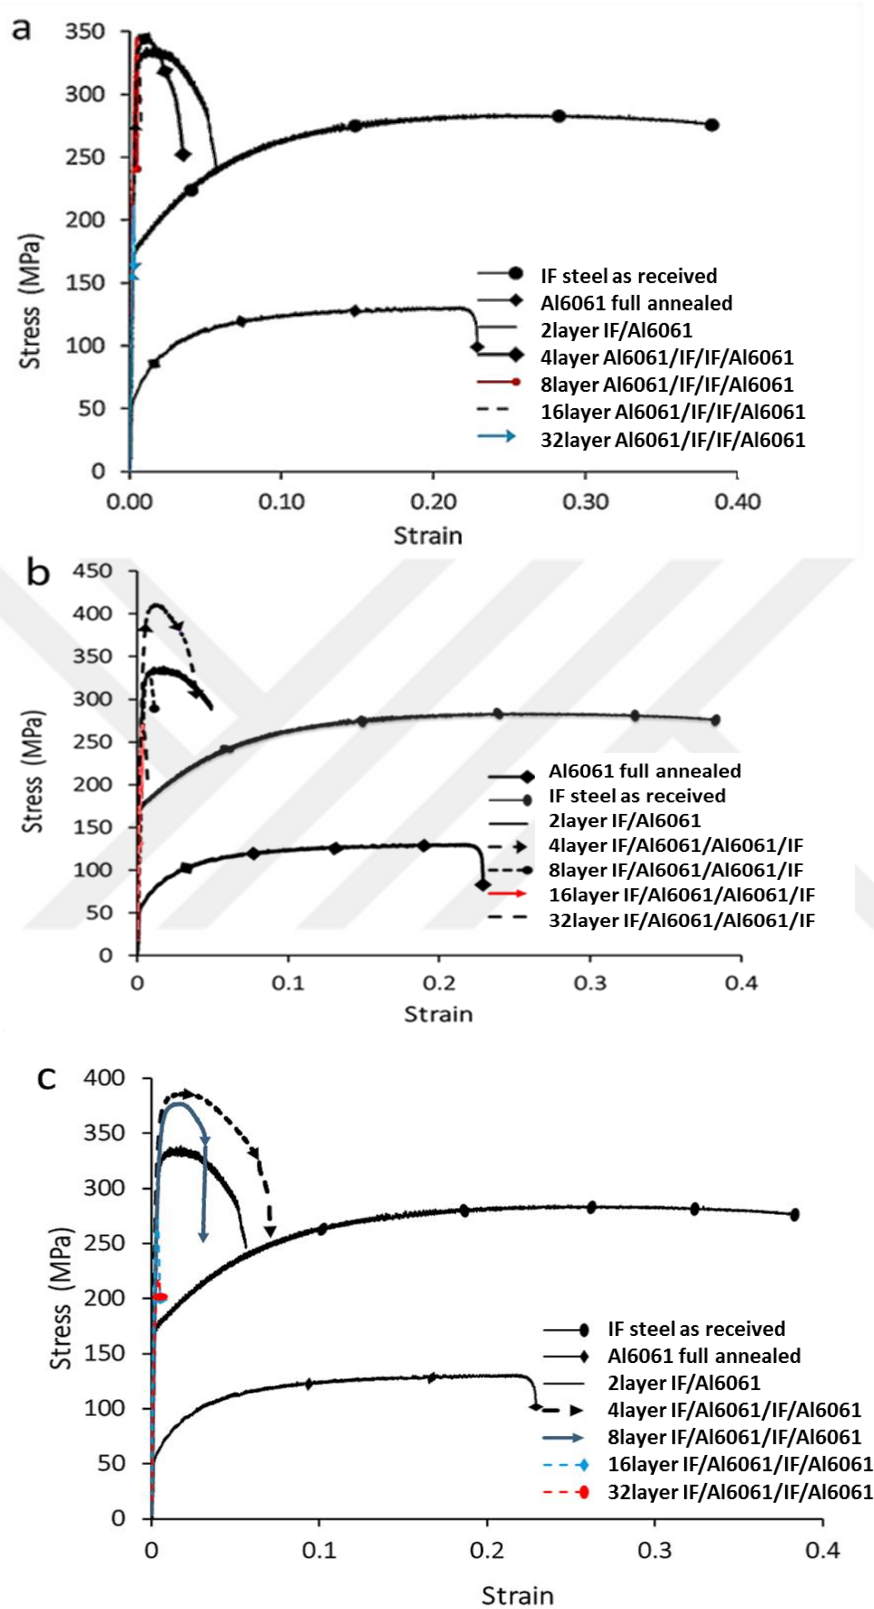 a
350
300
250
200
150
100
50
0
Stress (MPa)
0.00 0.10 0.20 0.30 0.40
Strain
IF steel as received
Al6061 full annealed
2layer IF/Al6061
4layer Al6061/IF/IF/Al6061
8layer Al6061/IF/IF/Al6061
16layer Al6061/IF/IF/Al6061
32layer Al6061/IF/IF/Al6061
b
450
400
350
300
250
200
150
100
50
0
Stress (MPa)
0 0.1 0.2 0.3 0.4
Strain
Al6061 full annealed
IF steel as received
2layer IF/Al6061
4layer IF/Al6061/Al6061/IF
8layer IF/Al6061/Al6061/IF
16layer IF/Al6061/Al6061/IF
32layer IF/Al6061/Al6061/IF
c
400
350
300
250
200
150
100
50
0
Stress (MPa)
0 0.1 0.2 0.3 0.4
Strain
IF steel as received
Al6061 full annealed
2layer IF/Al6061
4layer IF/Al6061/IF/Al6061
8layer IF/Al6061/IF/Al6061
16layer IF/Al6061/IF/Al6061
32layer IF/Al6061/IF/Al6061